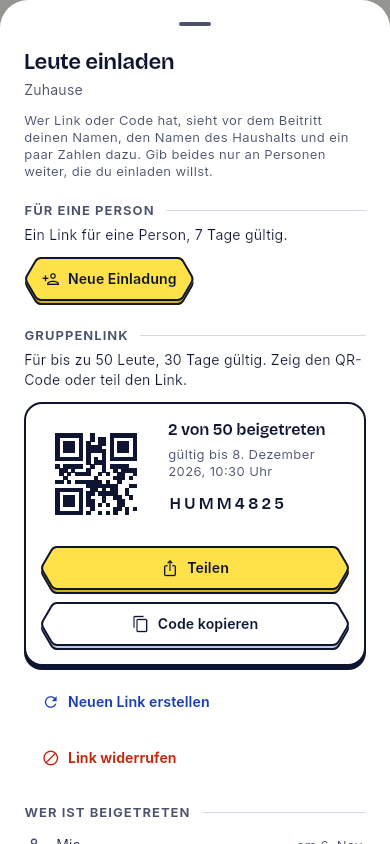 Leute einladen
Zuhause
Wer Link oder Code hat, sieht vor dem Beitritt
deinen Namen, den Namen des Haushalts und ein
paar Zahlen dazu. Gib beides nur an Personen
weiter, die du einladen willst.
FÜR EINE PERSON
Ein Link für eine Person, 7 Tage gültig.
Neue Einladung
GRUPPENLINK
Für bis zu 50 Leute, 30 Tage gültig. Zeig den QR-
Code oder teil den Link.
2 von 50 beigetreten
gültig bis 8. Dezember
2026, 10:30 Uhr
HUMM4825
Teilen
Code kopieren
Neuen Link erstellen
Link widerrufen
WER IST BEIGETRETEN